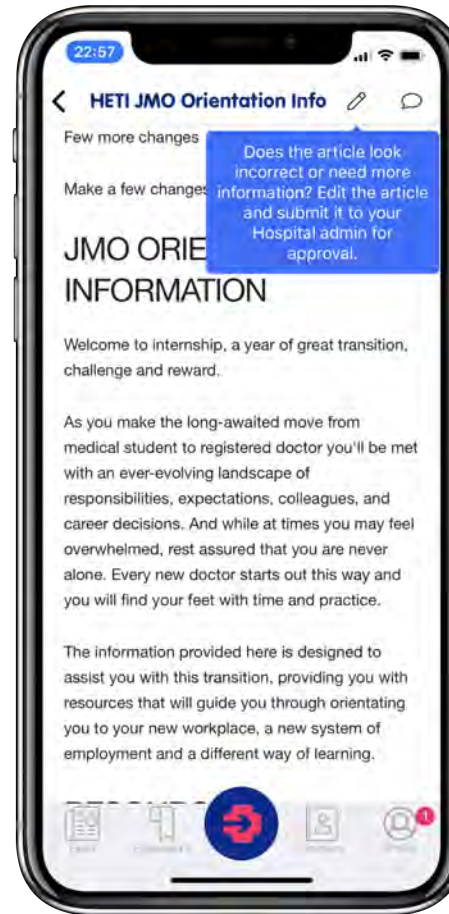 22:57
HETI JMO Orientation Info
Few more changes
Does the article look
incorrect or need more
information? Edit the article
and submit it to your
Hospital admin for
approval.
Make a few changes
JMO ORIE
INFORMATION
Welcome to internship, a year of great transition,
challenge and reward.
As you make the long-awaited move from
medical student to registered doctor you'll be met
with an ever-evolving landscape of
responsibilities, expectations, colleagues, and
career decisions. And while at times you may feel
overwhelmed, rest assured that you are never
alone. Every new doctor starts out this way and
you will find your feet with time and practice.
The information provided here is designed to
assist you with this transition, providing you with
resources that will guide you through orientating
you to your new workplace, a new system of
employment and a different way of learning.
1